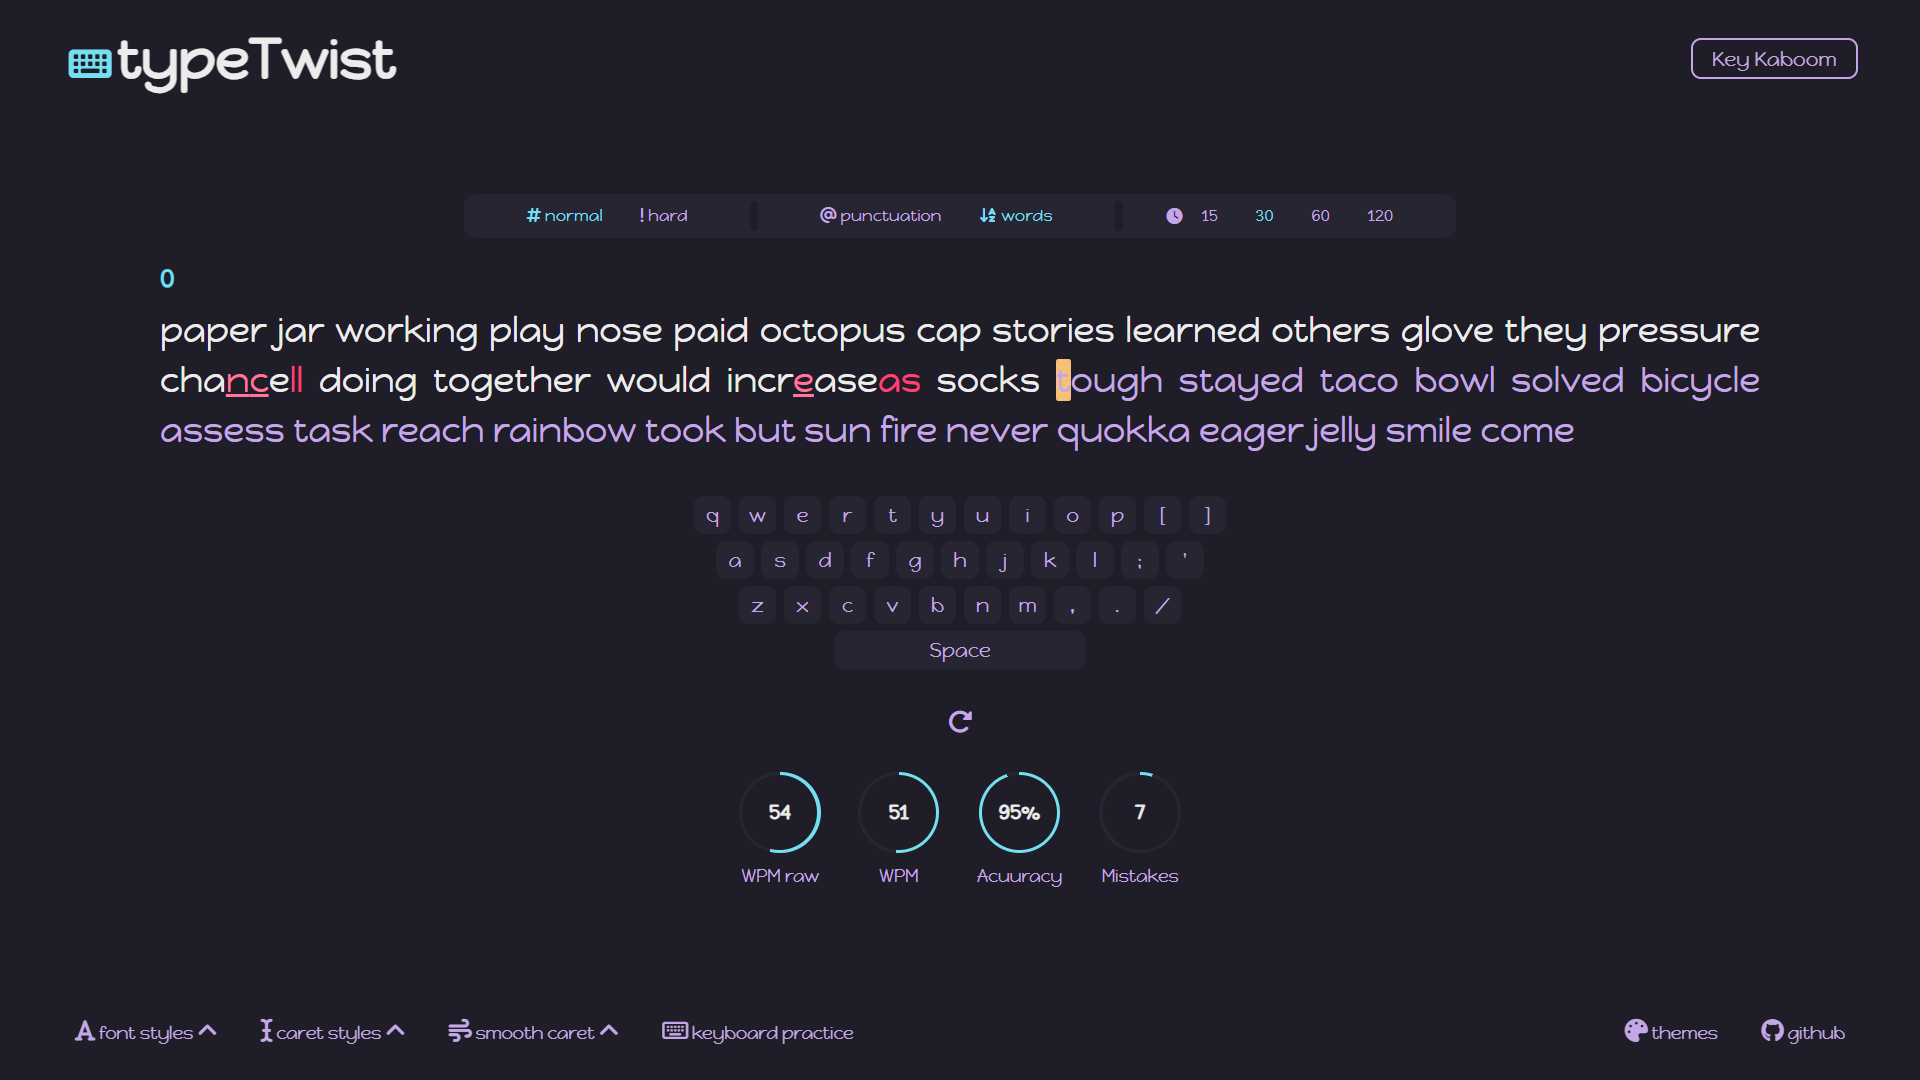 typeTwist
Key Kaboom
# normal ! hard @ punctuation words 15 30 60 120
0
paper jar working play nose paid octopus cap stories learned others glove they pressure
chancell doing together would increaseas socks tough stayed taco bowl solved bicycle
assess task reach rainbow took but sun fire never quokka eager jelly smile come
q w e r t y u i o p [ ]
a s d f g h j k l ; '
z x c v b n m , . /
Space
54 51 95% 7
WPM raw WPM Acuuracy Mistakes
font styles caret styles smooth caret keyboard practice themes github